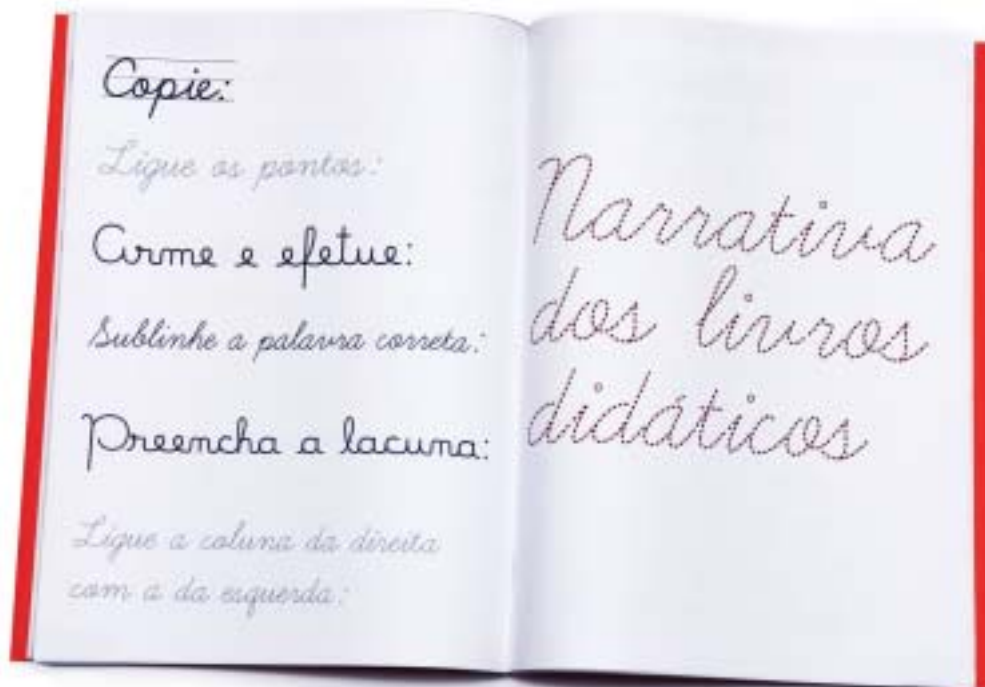 Copie:
Ligue os pontos:
Arme e efetue:
Sublinhe a palavra correta:
Preencha a lacuna:
Ligue a coluna da direita
com a da esquerda:
Narrativa
dos livros
didáticos